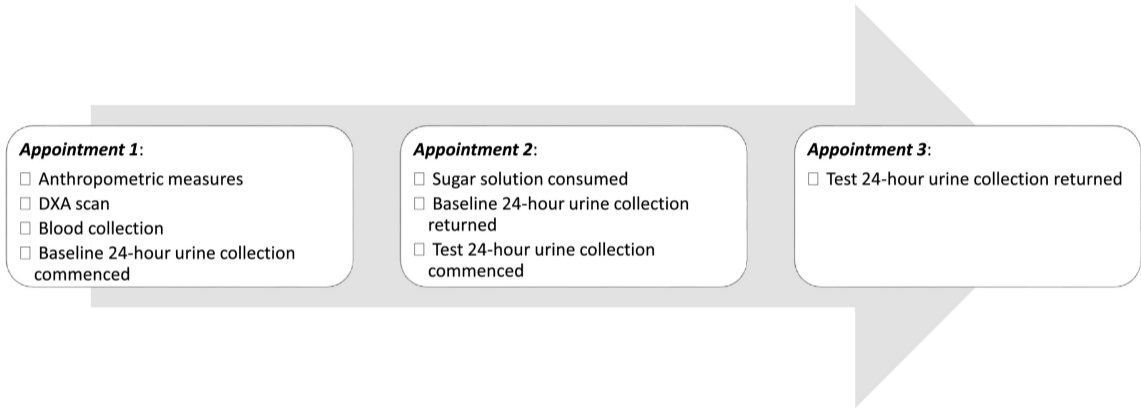 Appointment 1:
□ Anthropometric measures
□ DXA scan
□ Blood collection
□ Baseline 24-hour urine collection
commenced
Appointment 2:
□ Sugar solution consumed
□ Baseline 24-hour urine collection
returned
□ Test 24-hour urine collection
commenced
Appointment 3:
□ Test 24-hour urine collection returned